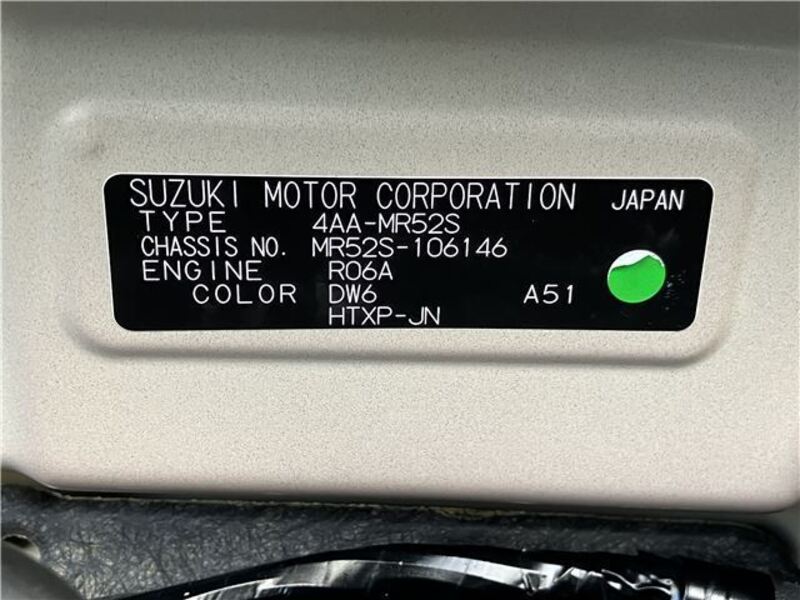 SUZUKI MOTOR CORPORATION JAPAN
TYPE 4AA-MR52S
CHASSIS NO. MR52S-106146
ENGINE R06A
COLOR DW6 A51
HTXP-JN